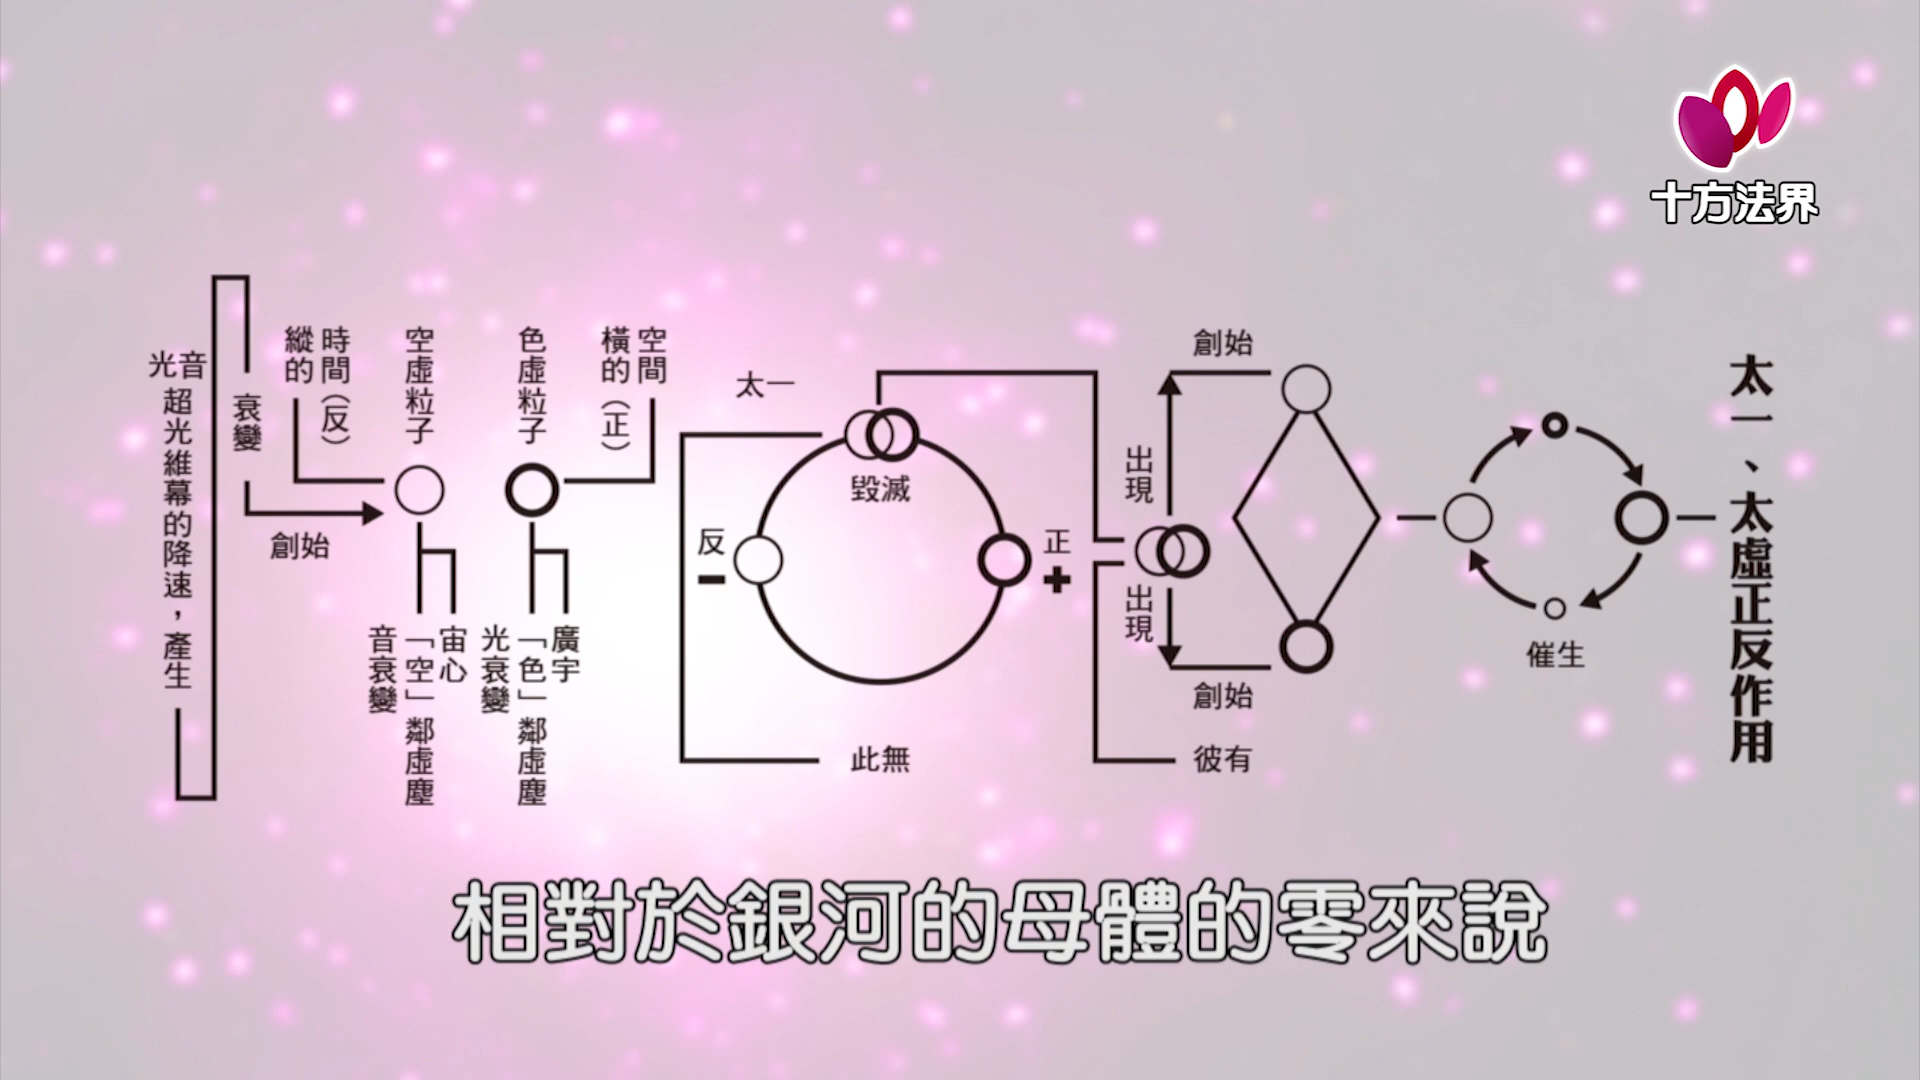 十方法界
太一、太虛正反作用
催生
創始
出現
出現
創始
彼有
太一
毀滅
正
+
反
-
此無
空間
橫的(正)
色虛粒子
廣宇
「色」鄰虛塵
光衰變
空虛粒子
宙心
「空」鄰虛塵
音衰變
時間(反)
縱的
衰變
創始
光音
超光維幕的降速,產生
相對於銀河的母體的零來說